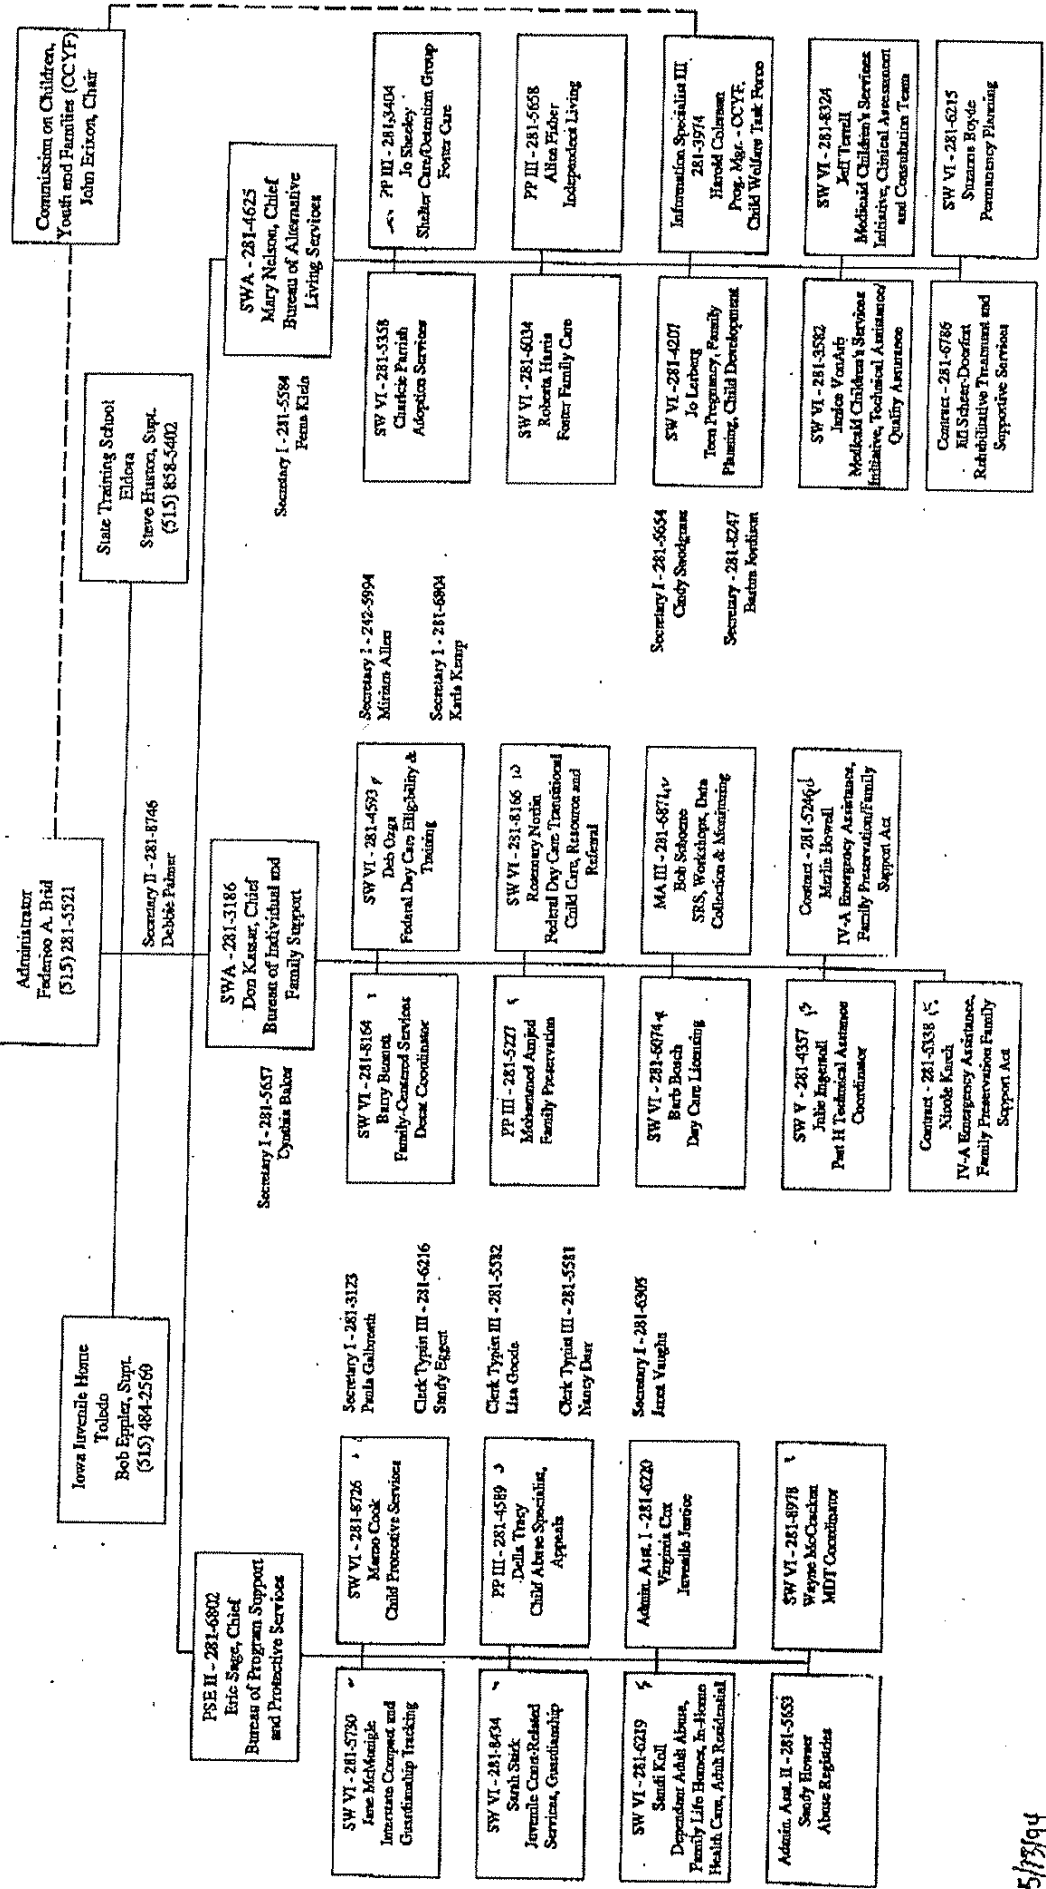 Administrator
Federico A. Brid
(515) 281-5521
Commission on Children,
Youth and Families (CCYF)
John Erixon, Chair
Iowa Juvenile Home
Toledo
Bob Eppler, Supt.
(515) 484-2560
State Training School
Eldora
Steve Huston, Supt.
(515) 858-5402
Secretary II - 281-8746
Debbie Palmer
PSE II - 281-6802
Eric Sage, Chief
Bureau of Program Support
and Protective Services
SW VI - 281-5730
Jane McMonigle
Interstate Compact and
Guardianship Tracking
SW VI - 281-8726
Marno Cook
Child Protective Services
SW VI - 281-8434
Sarah Stark
Juvenile Court-Related
Services, Guardianship
PP III - 281-4589
Della Tracy
Child Abuse Specialist,
Appeals
SW VI - 281-6219
Sandi Koll
Dependent Adult Abuse,
Family Life Homes, In-Home
Health Care, Adult Residential
Admin. Asst. I - 281-6220
Virginia Cox
Juvenile Justice
Admin. Asst. II - 281-5653
Sandy
Abuse Registries
SW VI - 281-8978
Wayne McCracken
MDT Coordinator
Secretary I - 281-3123
Paula Galbreath
Clerk Typist III - 281-6216
Sandy Eggert
Clerk Typist III - 281-5582
Lisa Goode
Clerk Typist III - 281-5581
Nancy Darr
Secretary I - 281-6305
Janet Vaughn
SWA - 281-3186
Don Kassar, Chief
Bureau of Individual and
Family Support
Secretary I - 281-5657
Cynthia Baker
SW VI - 281-8164
Barry Bennett
Family-Centered Services
Decat Coordinator
SW VI - 281-4593
Deb Ozga
Federal Day Care Eligibility &
Training
PP III - 281-5227
Mohammed Amjed
Family Preservation
SW VI - 281-8166
Rosemary Norlin
Federal Day Care Transitional
Child Care, Resource and
Referral
SW VI - 281-6074
Barb Bosch
Day Care Licensing
MA III - 281-6871
Bob
SRS, Workshops, Data
Collection & Monitoring
SW V - 281-4357
Julie Ingersoll
Part H Technical Assistance
Coordinator
Contract - 281-5246
Merlin Howell
IV-A Emergency Assistance,
Family Preservation/Family
Support Act
Contract - 281-6338
Nicole Karch
IV-A Emergency Assistance,
Family Preservation Family
Support Act
Secretary I - 242-5994
Miriam Allen
Secretary I - 281-6804
Karla Kemp
SWA - 281-4625
Mary Nelson, Chief
Bureau of Alternative
Living Services
Secretary I - 281-5584
SW VI - 281-5358
Charlcie Parrish
Adoption Services
PP III - 281-3404
Jo Sheeley
Shelter Care/Detention Group
Foster Care
SW VI - 281-6034
Roberta Harris
Foster Family Care
PP III - 281-5658
Alice Fisher
Independent Living
SW VI - 281-4207
Jo Lerberg
Teen Pregnancy, Family
Planning, Child Development
Information Specialist III
281-3974
Harold Coleman
Prog. Mgr. - CCYF,
Child Welfare Task Force
SW VI - 281-3582
Janice VonArb
Medicaid Children's Services
Initiative, Technical Assistance/
Quality Assurance
SW VI - 281-8324
Jeff Terrell
Medicaid Children's Services
Initiative, Clinical Assessment
and Consultation Team
Contract - 281-6786
Jill Scheer-Doerfert
Rehabilitative Treatment and
Supportive Services
SW VI - 281-6215
Suzanne Boyde
Permanency Planning
Secretary I - 281-5654
Cindy Snodgrass
Secretary - 281-8247
Barbra Jordison